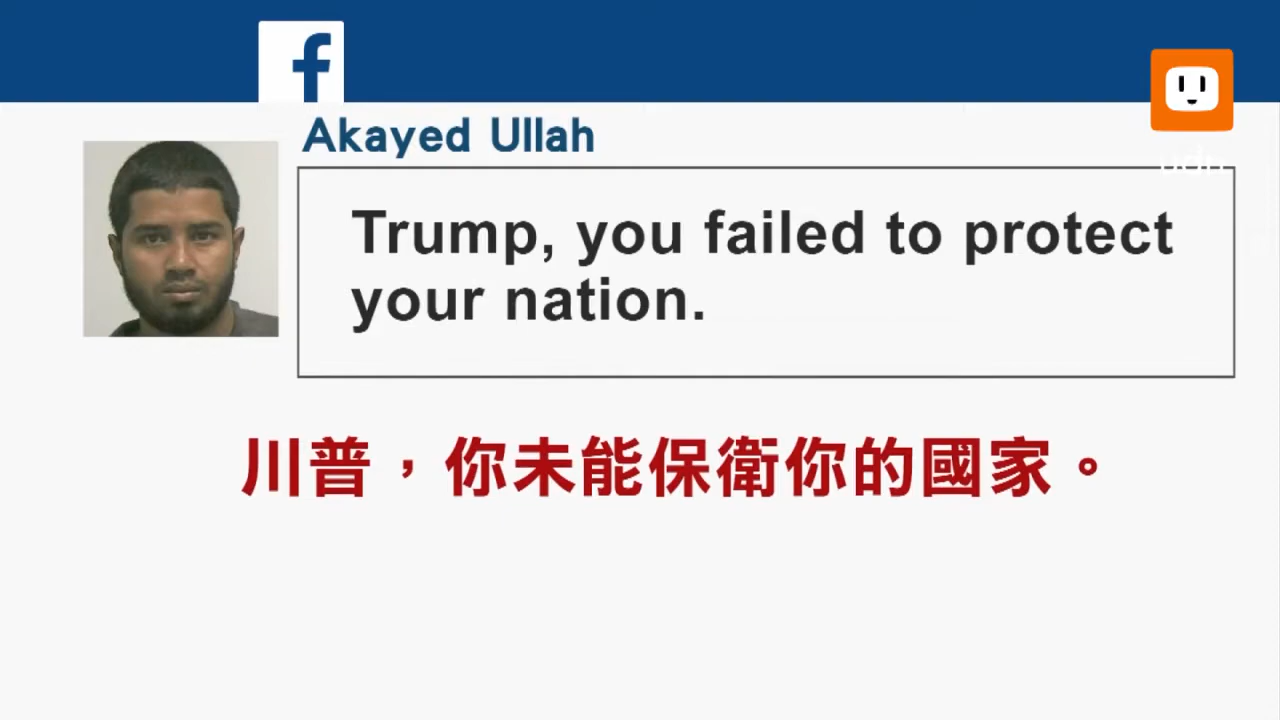 f
udn
Akayed Ullah
Trump, you failed to protect
your nation.
川普，你未能保衛你的國家。